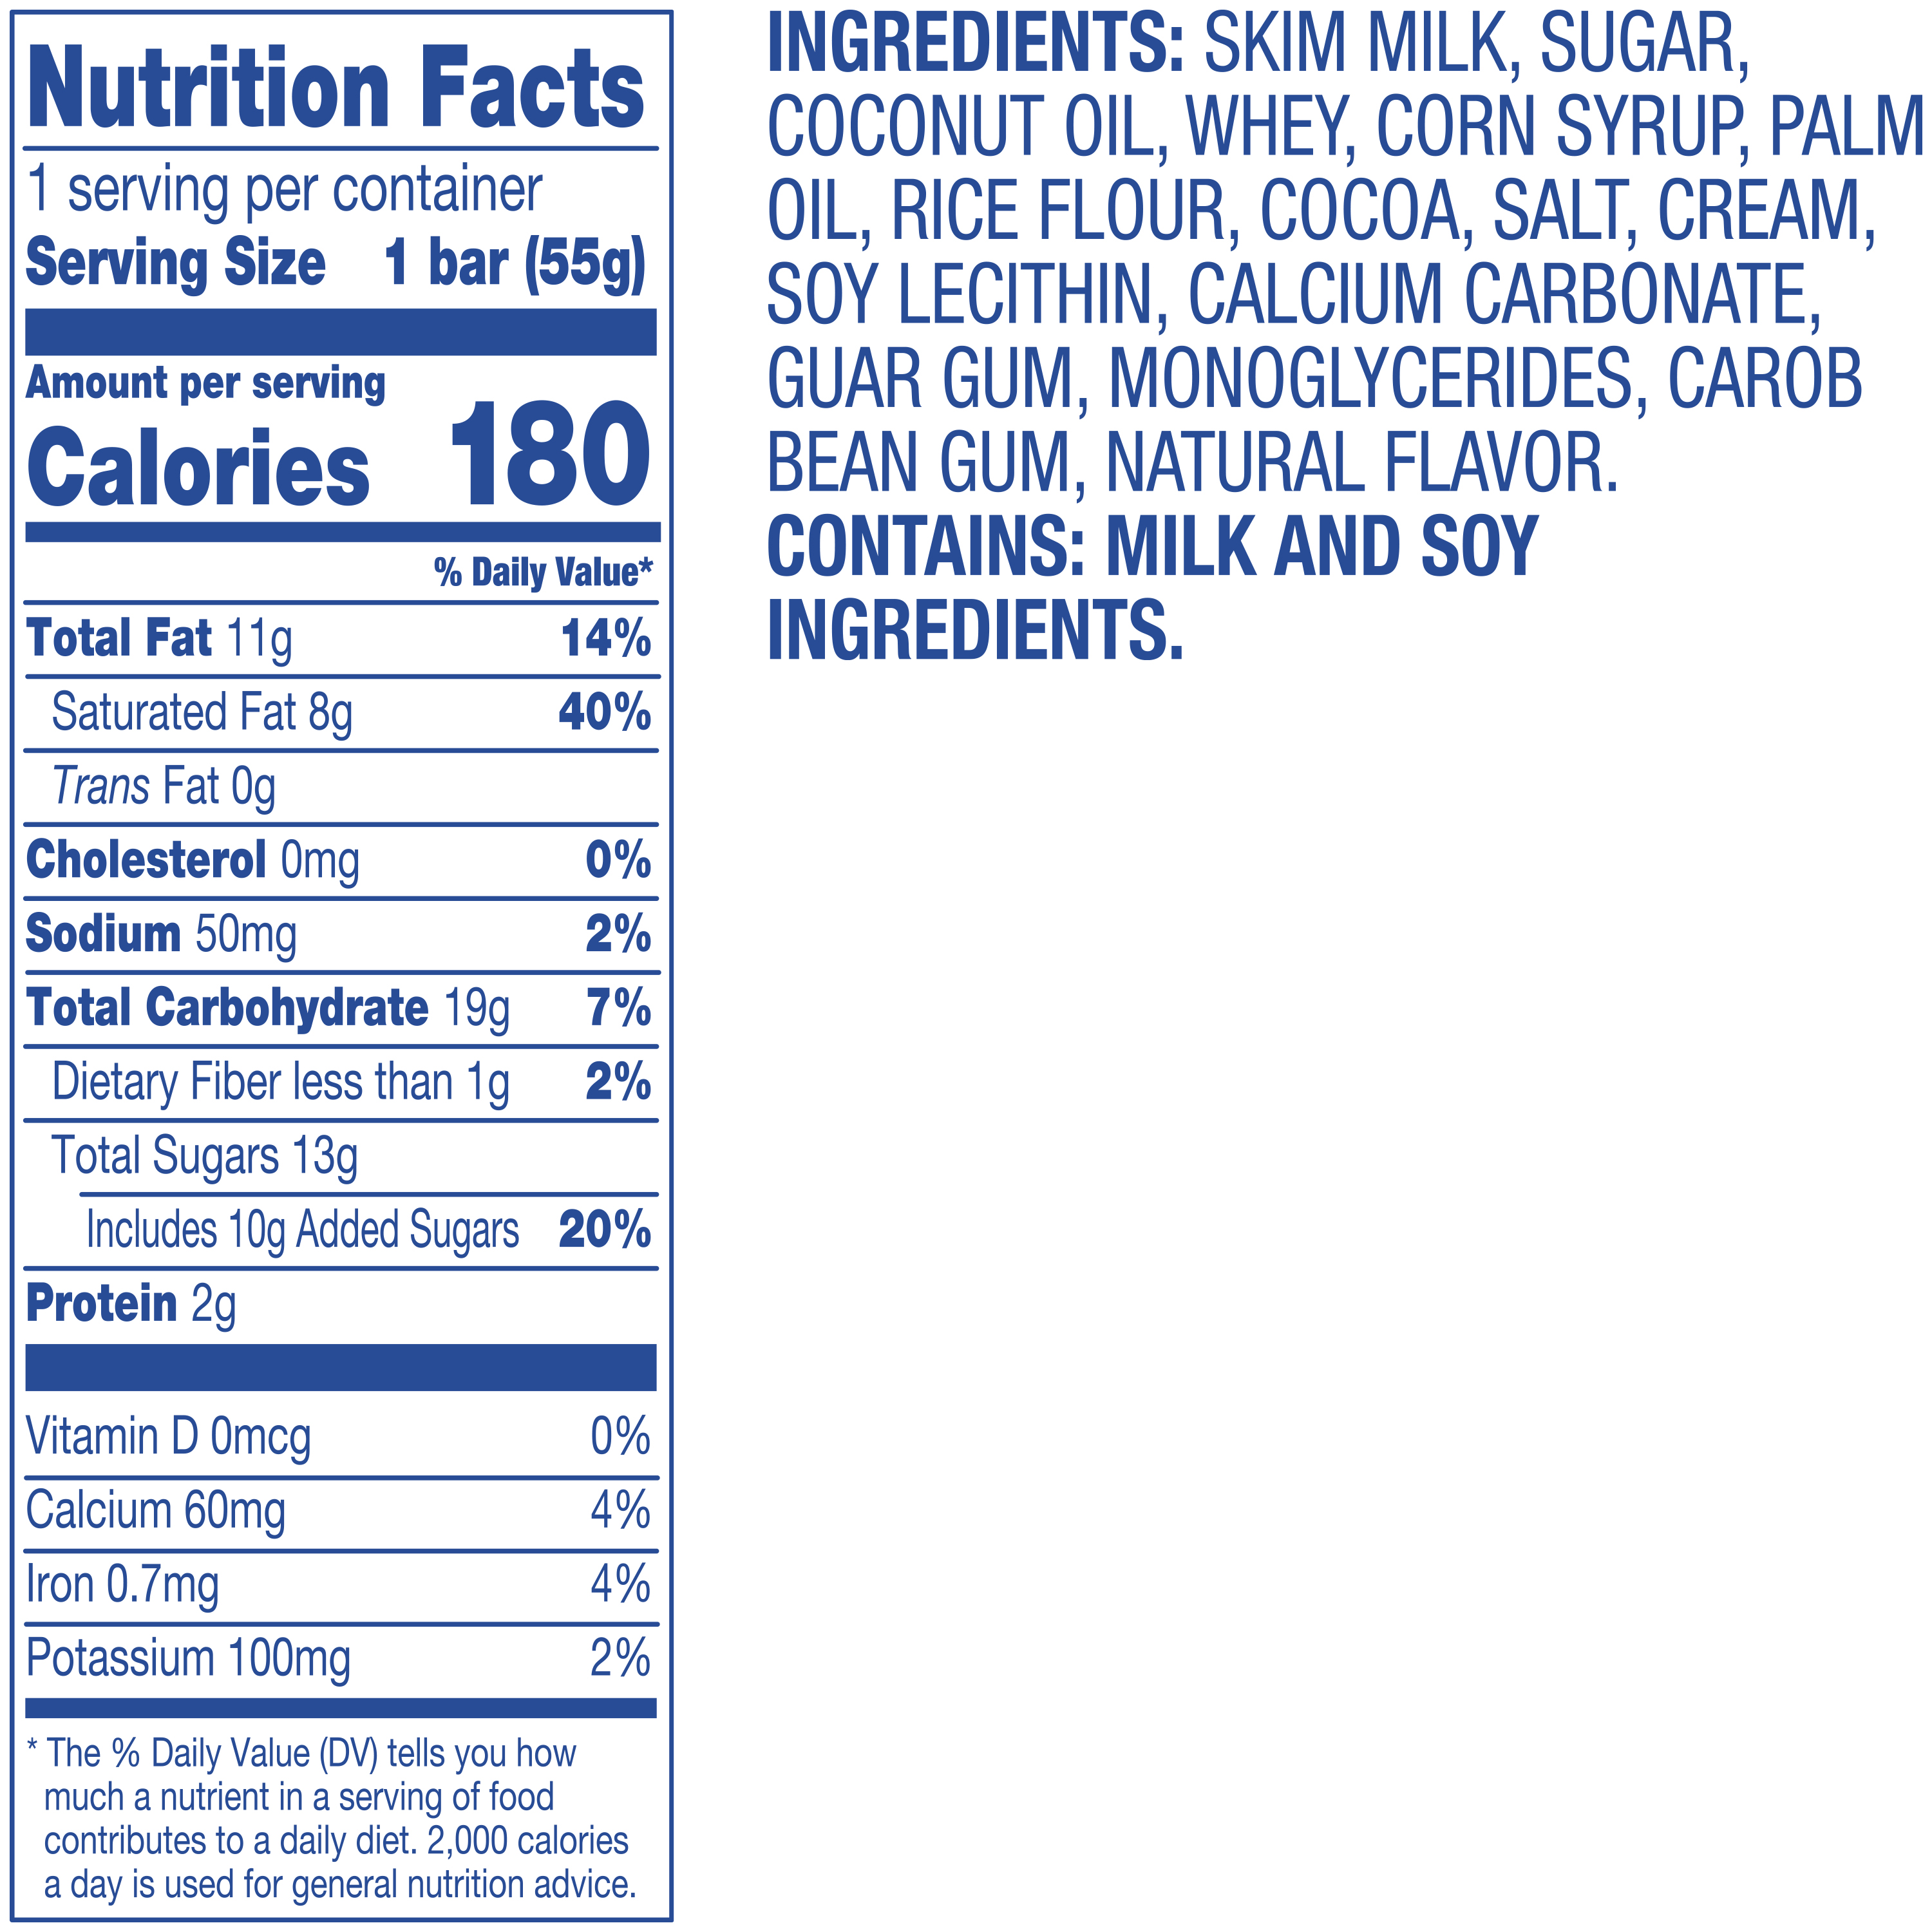 Nutrition Facts
1 serving per container
Serving Size 1 bar (55g)
Amount per serving
Calories 180
% Daily Value*
Total Fat 11g 14%
Saturated Fat 8g 40%
Trans Fat 0g
Cholesterol 0mg 0%
Sodium 50mg 2%
Total Carbohydrate 19g 7%
Dietary Fiber less than 1g 2%
Total Sugars 13g
Includes 10g Added Sugars 20%
Protein 2g
Vitamin D 0mcg 0%
Calcium 60mg 4%
Iron 0.7mg 4%
Potassium 100mg 2%
* The % Daily Value (DV) tells you how
much a nutrient in a serving of food
contributes to a daily diet. 2,000 calories
a day is used for general nutrition advice.
INGREDIENTS: SKIM MILK, SUGAR,
COCONUT OIL, WHEY, CORN SYRUP, PALM
OIL, RICE FLOUR, COCOA, SALT, CREAM,
SOY LECITHIN, CALCIUM CARBONATE,
GUAR GUM, MONOGLYCERIDES, CAROB
BEAN GUM, NATURAL FLAVOR.
CONTAINS: MILK AND SOY
INGREDIENTS.